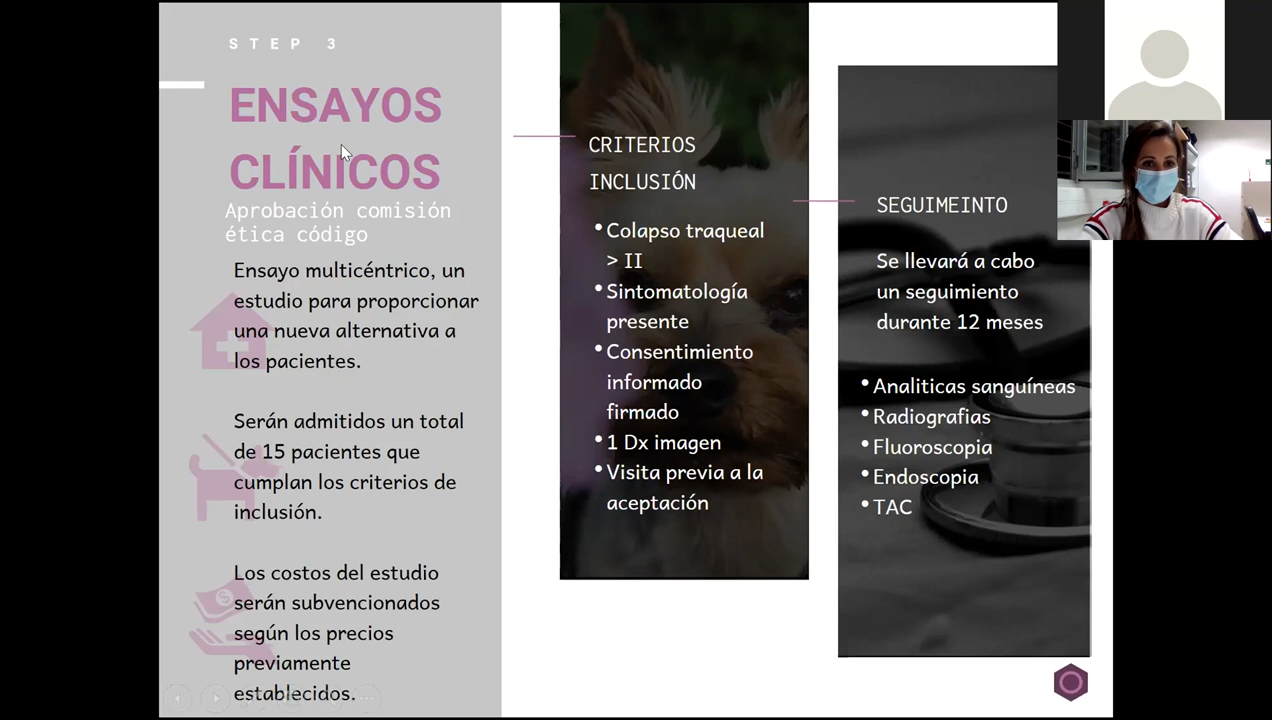 STEP 3
ENSAYOS
CLÍNICOS
Aprobación comisión
ética código
Ensayo multicéntrico, un
estudio para proporcionar
una nueva alternativa a
los pacientes.
Serán admitidos un total
de 15 pacientes que
cumplan los criterios de
inclusión.
Los costos del estudio
serán subvencionados
según los precios
previamente
establecidos.
CRITERIOS
INCLUSIÓN
• Colapso traqueal
> II
• Sintomatología
presente
• Consentimiento
informado
firmado
• 1 Dx imagen
• Visita previa a la
aceptación
SEGUIMEINTO
Se llevará a cabo
un seguimiento
durante 12 meses
• Analiticas sanguíneas
• Radiografias
• Fluoroscopia
• Endoscopia
• TAC